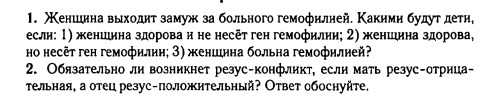 1. Женщина выходит замуж за больного гемофилией. Какими будут дети,
если: 1) женщина здорова и не несёт ген гемофилии; 2) женщина здорова,
но несёт ген гемофилии; 3) женщина больна гемофилией?
2. Обязательно ли возникнет резус-конфликт, если мать резус-отрица-
тельная, а отец резус-положительный? Ответ обоснуйте.